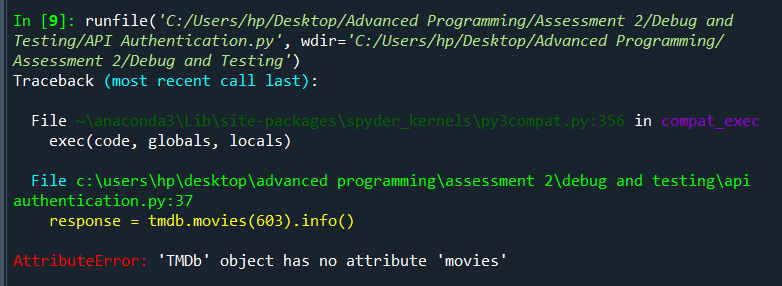 In [9]: runfile('C:/Users/hp/Desktop/Advanced Programming/Assessment 2/Debug and
Testing/API Authentication.py', wdir='C:/Users/hp/Desktop/Advanced Programming/
Assessment 2/Debug and Testing')
Traceback (most recent call last):
File ~\anaconda3\Lib\site-packages\spyder_kernels\py3compat.py:356 in compat_exec
exec(code, globals, locals)
File c:\users\hp\desktop\advanced programming\assessment 2\debug and testing\api
authentication.py:37
response = tmdb.movies(603).info()
AttributeError: 'TMDb' object has no attribute 'movies'